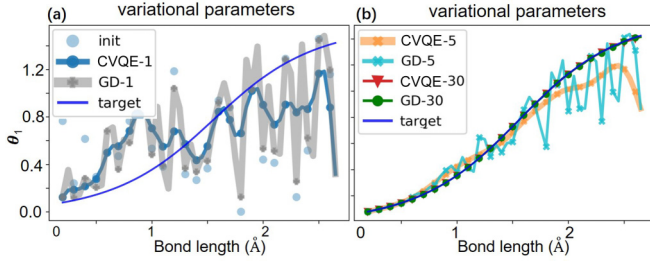 (a) variational parameters
init
CVQE-1
GD-1
target
1.2
0.8
0.4
0.0
θ1
0 1 2
Bond length (Å)
(b) variational parameters
CVQE-5
GD-5
CVQE-30
GD-30
target
0 1 2
Bond length (Å)